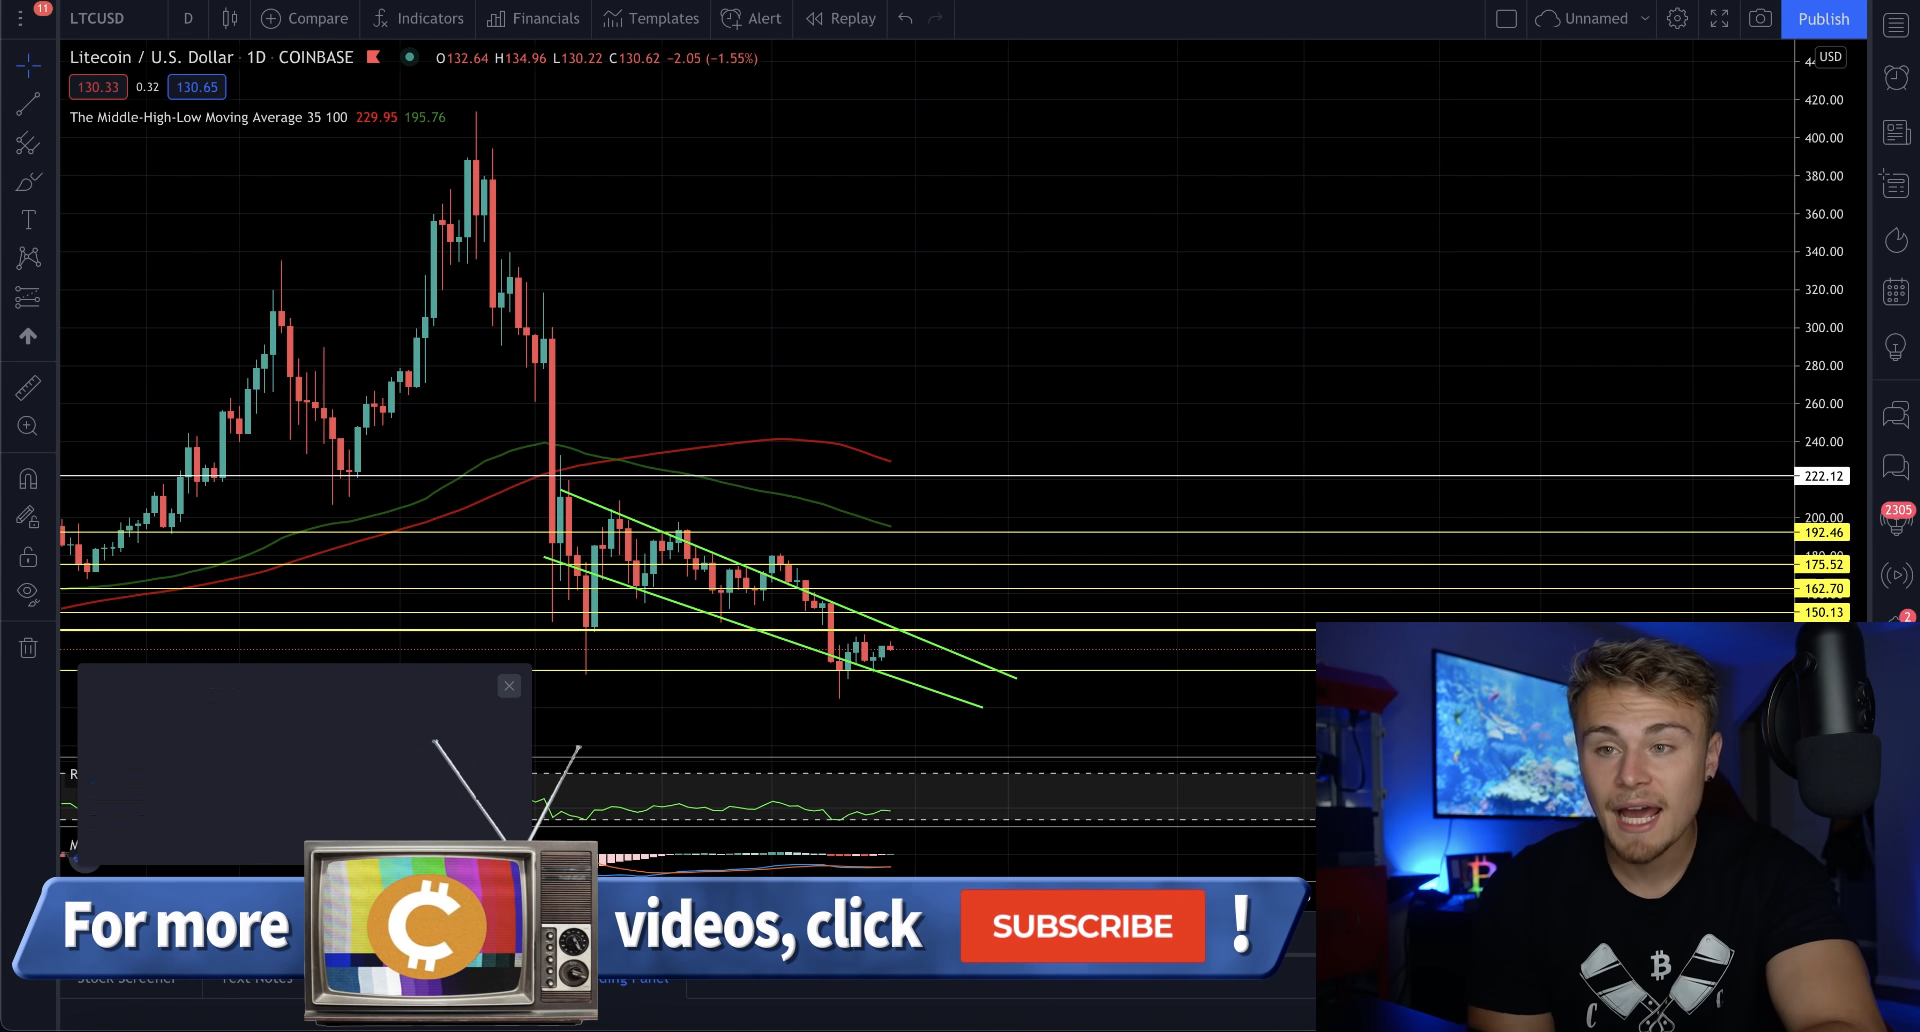 11
LTCUSD D Compare Indicators Financials Templates Alert Replay Unnamed Publish
Litecoin / U.S. Dollar · 1D · COINBASE O132.64 H134.96 L130.22 C130.62 −2.05 (−1.55%)
130.33 0.32 130.65
The Middle-High-Low Moving Average 35 100 229.95 195.76
USD
420.00
400.00
380.00
360.00
340.00
320.00
300.00
280.00
260.00
240.00
222.12
200.00
192.46
175.52
162.70
150.13
2305
2
R
M
For more videos, click SUBSCRIBE !